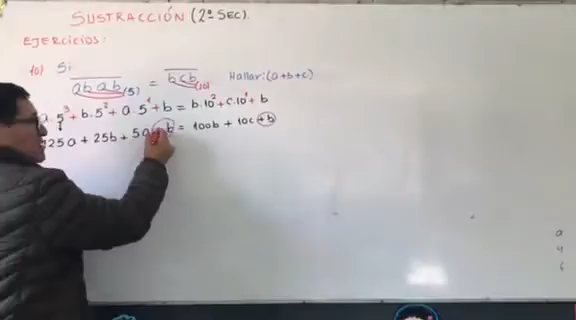 SUSTRACCIÓN (2º SEC).
EJERCICIOS:
10) Si
abab(5) = bcb(10) Hallar: (a+b+c)
a.5³ + b.5² + a.5¹ + b = b.10² + c.10¹ + b
125a + 25b + 5a + b = 100b + 10c + b
a
4